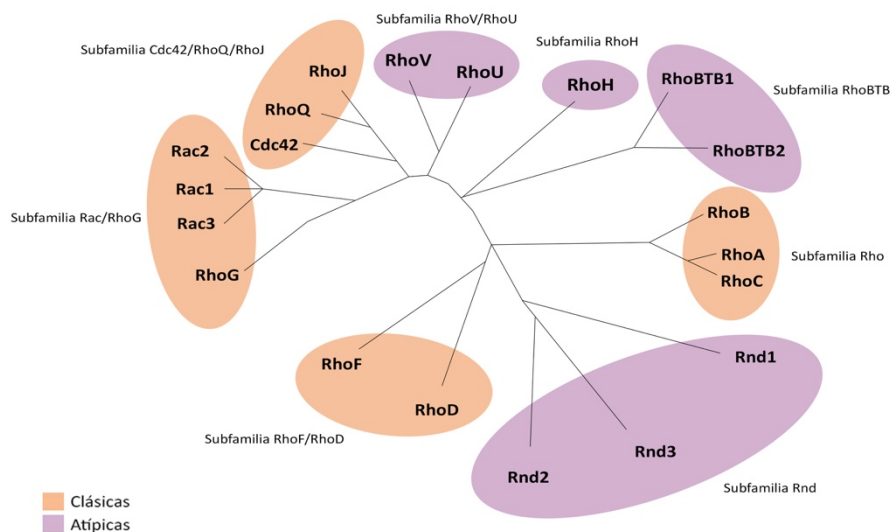 Subfamilia RhoV/RhoU
Subfamilia Cdc42/RhoQ/RhoJ
Subfamilia RhoH
RhoV
RhoU
RhoJ
RhoH
RhoBTB1
Subfamilia RhoBTB
RhoQ
Cdc42
RhoBTB2
Rac2
Rac1
Rac3
Subfamilia Rac/RhoG
RhoG
RhoB
RhoA
Subfamilia Rho
RhoC
RhoF
RhoD
Subfamilia RhoF/RhoD
Rnd1
Rnd3
Rnd2
Subfamilia Rnd
Clásicas
Atípicas